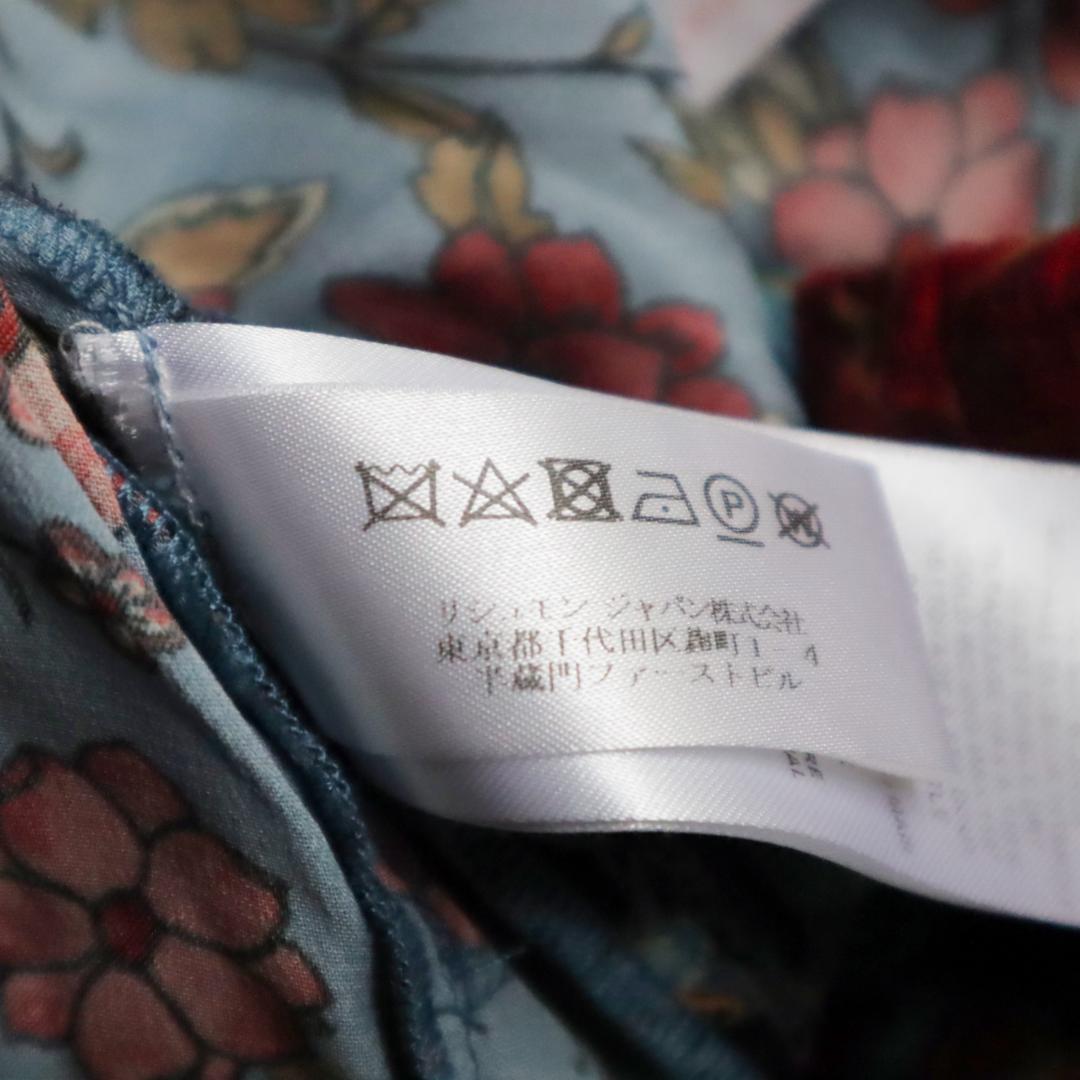 P
W
リシュモン ジャパン株式会社
東京都千代田区麹町1-4
半蔵門ファーストビル